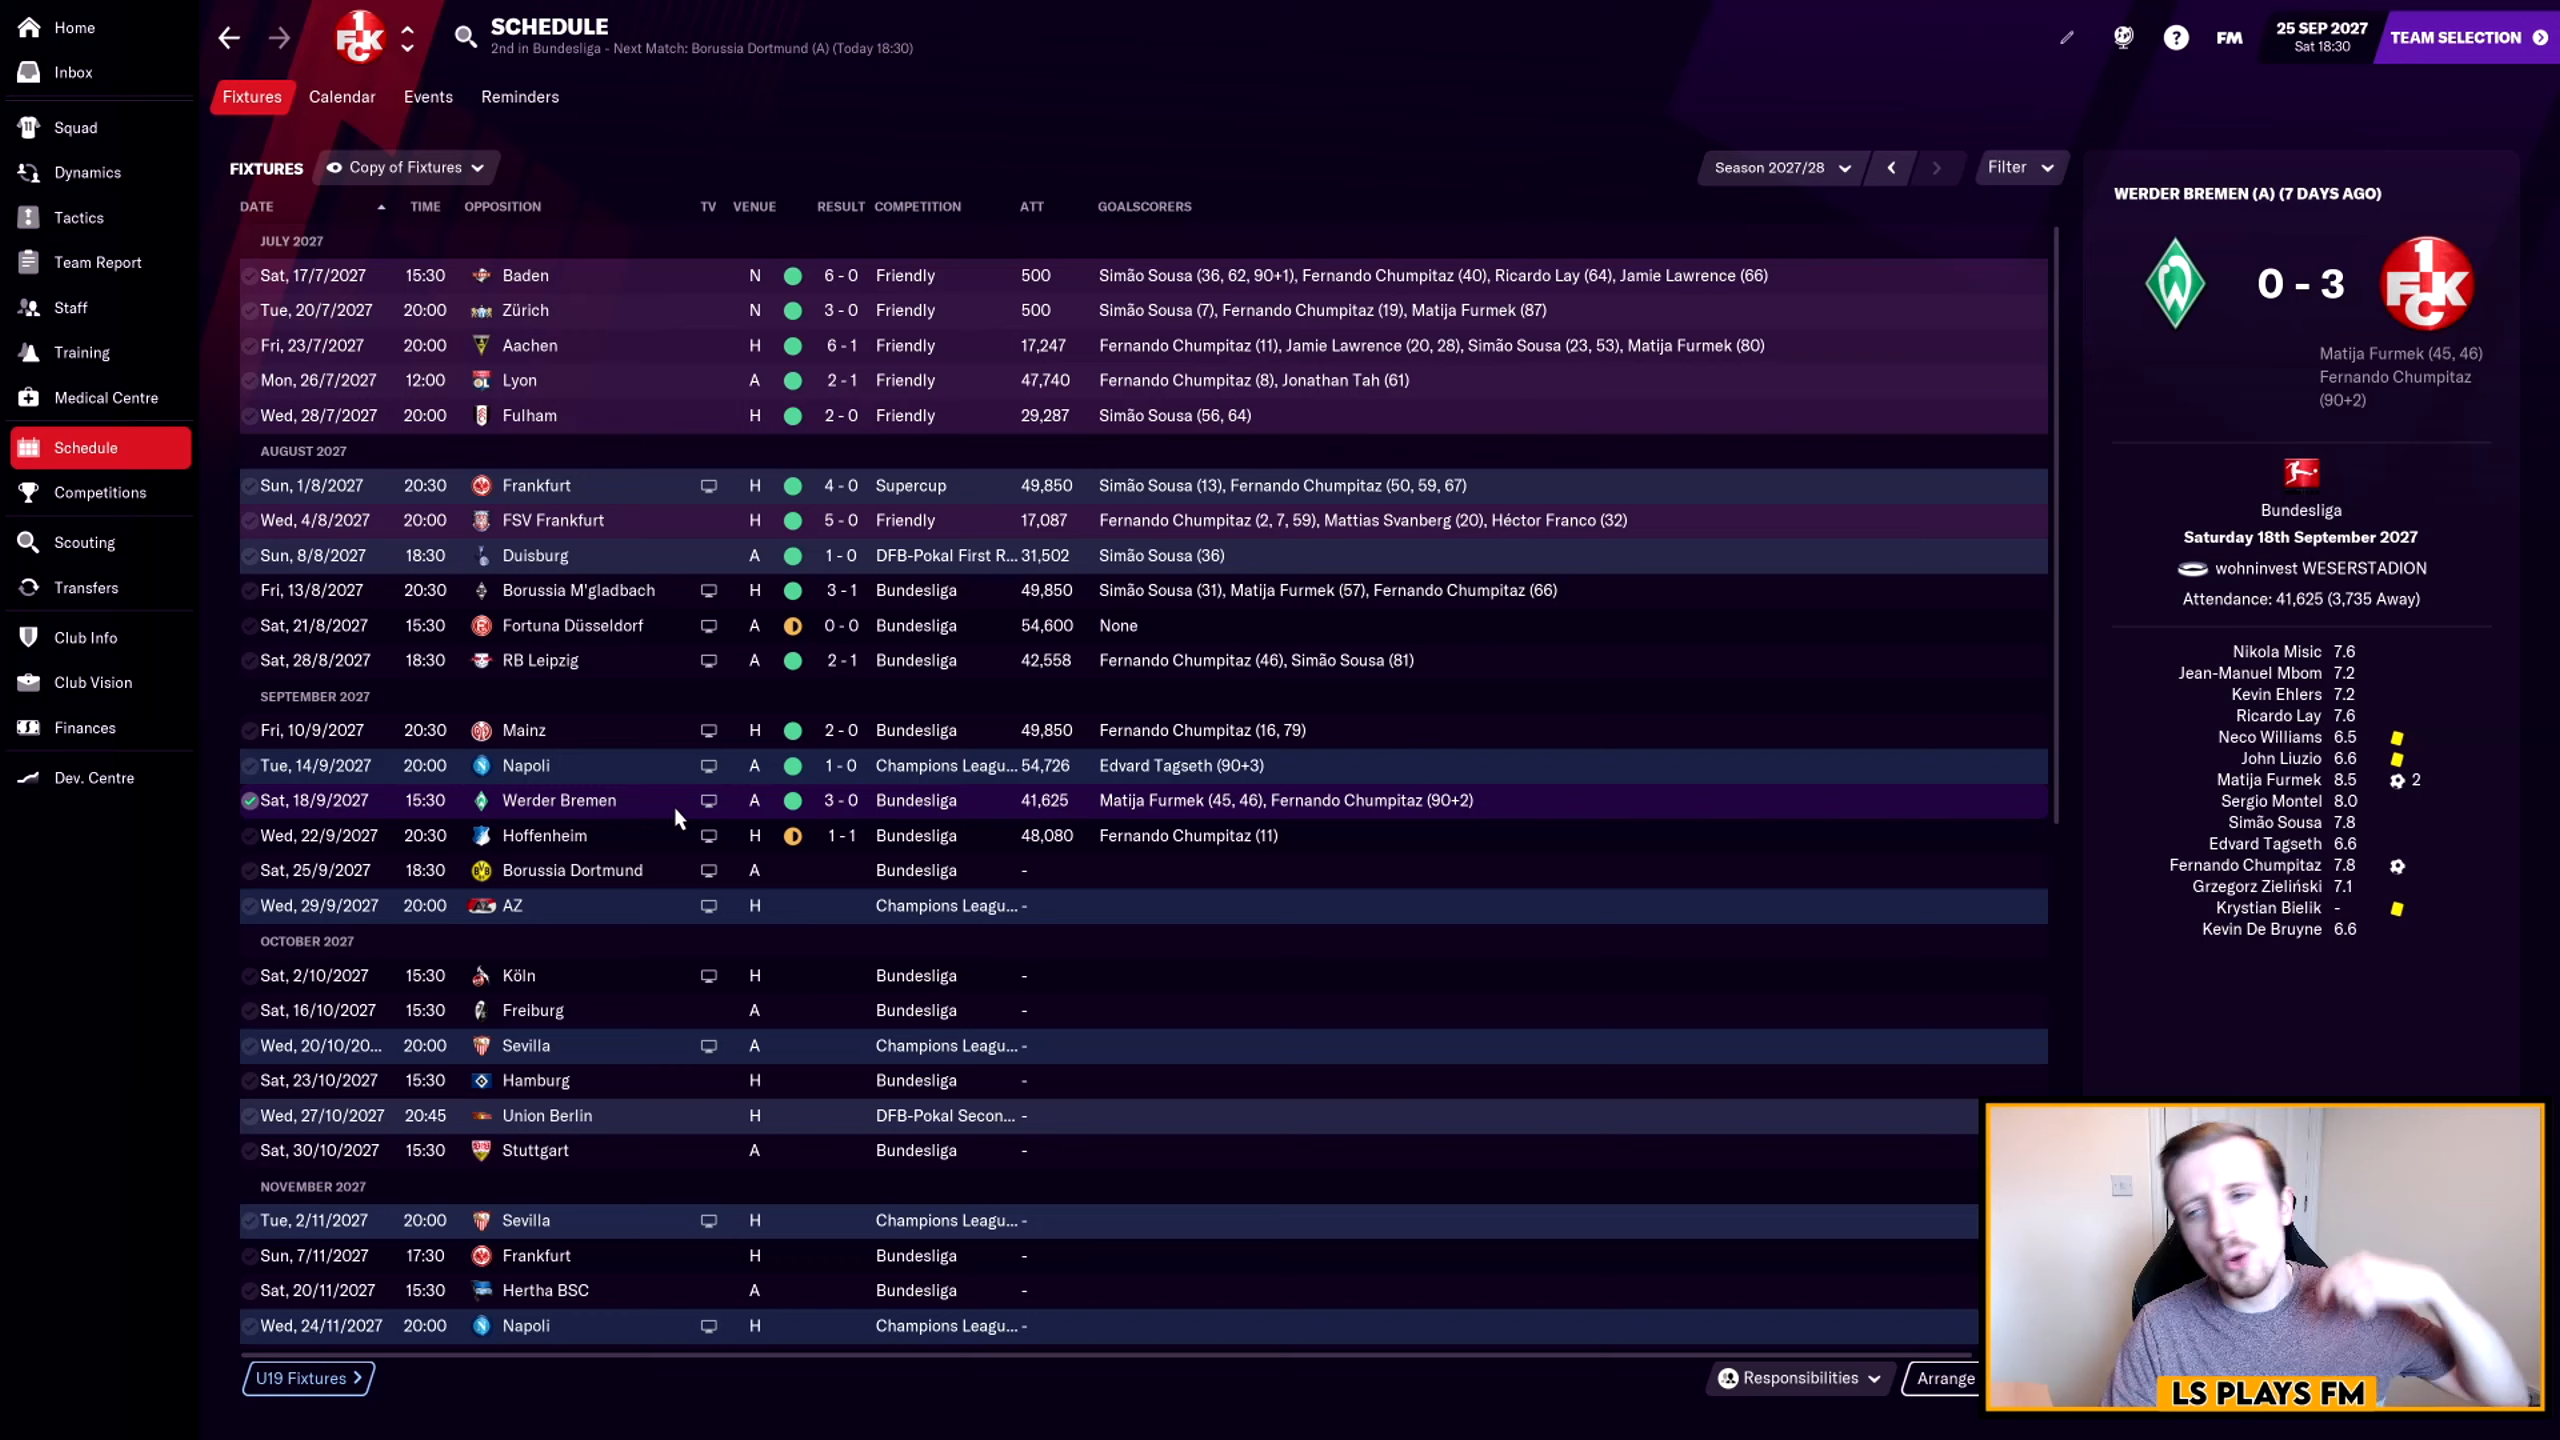 Home
Inbox
Squad
Dynamics
Tactics
Team Report
Staff
Training
Medical Centre
Schedule
Competitions
Scouting
Transfers
Club Info
Club Vision
Finances
Dev. Centre
1
FCK
SCHEDULE
2nd in Bundesliga - Next Match: Borussia Dortmund (A) (Today 18:30)
FM
25 SEP 2027
Sat 18:30
TEAM SELECTION
Fixtures Calendar Events Reminders
FIXTURES Copy of Fixtures Season 2027/28 Filter
DATE TIME OPPOSITION TV VENUE RESULT COMPETITION ATT GOALSCORERS
JULY 2027
Sat, 17/7/2027 15:30 Baden N 6 - 0 Friendly 500 Simão Sousa (36, 62, 90+1), Fernando Chumpitaz (40), Ricardo Lay (64), Jamie Lawrence (66)
Tue, 20/7/2027 20:00 Zürich N 3 - 0 Friendly 500 Simão Sousa (7), Fernando Chumpitaz (19), Matija Furmek (87)
Fri, 23/7/2027 20:00 Aachen H 6 - 1 Friendly 17,247 Fernando Chumpitaz (11), Jamie Lawrence (20, 28), Simão Sousa (23, 53), Matija Furmek (80)
Mon, 26/7/2027 12:00 Lyon A 2 - 1 Friendly 47,740 Fernando Chumpitaz (8), Jonathan Tah (61)
Wed, 28/7/2027 20:00 Fulham H 2 - 0 Friendly 29,287 Simão Sousa (56, 64)
AUGUST 2027
Sun, 1/8/2027 20:30 Frankfurt H 4 - 0 Supercup 49,850 Simão Sousa (13), Fernando Chumpitaz (50, 59, 67)
Wed, 4/8/2027 20:00 FSV Frankfurt H 5 - 0 Friendly 17,087 Fernando Chumpitaz (2, 7, 59), Mattias Svanberg (20), Héctor Franco (32)
Sun, 8/8/2027 18:30 Duisburg A 1 - 0 DFB-Pokal First R... 31,502 Simão Sousa (36)
Fri, 13/8/2027 20:30 Borussia M'gladbach H 3 - 1 Bundesliga 49,850 Simão Sousa (31), Matija Furmek (57), Fernando Chumpitaz (66)
Sat, 21/8/2027 15:30 Fortuna Düsseldorf A 0 - 0 Bundesliga 54,600 None
Sat, 28/8/2027 18:30 RB Leipzig A 2 - 1 Bundesliga 42,558 Fernando Chumpitaz (46), Simão Sousa (81)
SEPTEMBER 2027
Fri, 10/9/2027 20:30 Mainz H 2 - 0 Bundesliga 49,850 Fernando Chumpitaz (16, 79)
Tue, 14/9/2027 20:00 Napoli A 1 - 0 Champions Leagu... 54,726 Edvard Tagseth (90+3)
Sat, 18/9/2027 15:30 Werder Bremen A 3 - 0 Bundesliga 41,625 Matija Furmek (45, 46), Fernando Chumpitaz (90+2)
Wed, 22/9/2027 20:30 Hoffenheim H 1 - 1 Bundesliga 48,080 Fernando Chumpitaz (11)
Sat, 25/9/2027 18:30 Borussia Dortmund A Bundesliga -
Wed, 29/9/2027 20:00 AZ H Champions Leagu... -
OCTOBER 2027
Sat, 2/10/2027 15:30 Köln H Bundesliga -
Sat, 16/10/2027 15:30 Freiburg A Bundesliga -
Wed, 20/10/20... 20:00 Sevilla A Champions Leagu... -
Sat, 23/10/2027 15:30 Hamburg H Bundesliga -
Wed, 27/10/2027 20:45 Union Berlin H DFB-Pokal Secon... -
Sat, 30/10/2027 15:30 Stuttgart A Bundesliga -
NOVEMBER 2027
Tue, 2/11/2027 20:00 Sevilla H Champions Leagu... -
Sun, 7/11/2027 17:30 Frankfurt H Bundesliga -
Sat, 20/11/2027 15:30 Hertha BSC A Bundesliga -
Wed, 24/11/2027 20:00 Napoli H Champions Leagu... -
U19 Fixtures
Responsibilities
Arrange
WERDER BREMEN (A) (7 DAYS AGO)
W 0 - 3 1 FCK
Matija Furmek (45, 46)
Fernando Chumpitaz
(90+2)
Bundesliga
Saturday 18th September 2027
wohninvest WESERSTADION
Attendance: 41,625 (3,735 Away)
Nikola Misic 7.6
Jean-Manuel Mbom 7.2
Kevin Ehlers 7.2
Ricardo Lay 7.6
Neco Williams 6.5
John Liuzio 6.6
Matija Furmek 8.5 2
Sergio Montel 8.0
Simão Sousa 7.8
Edvard Tagseth 6.6
Fernando Chumpitaz 7.8
Grzegorz Zieliński 7.1
Krystian Bielik -
Kevin De Bruyne 6.6
LS PLAYS FM